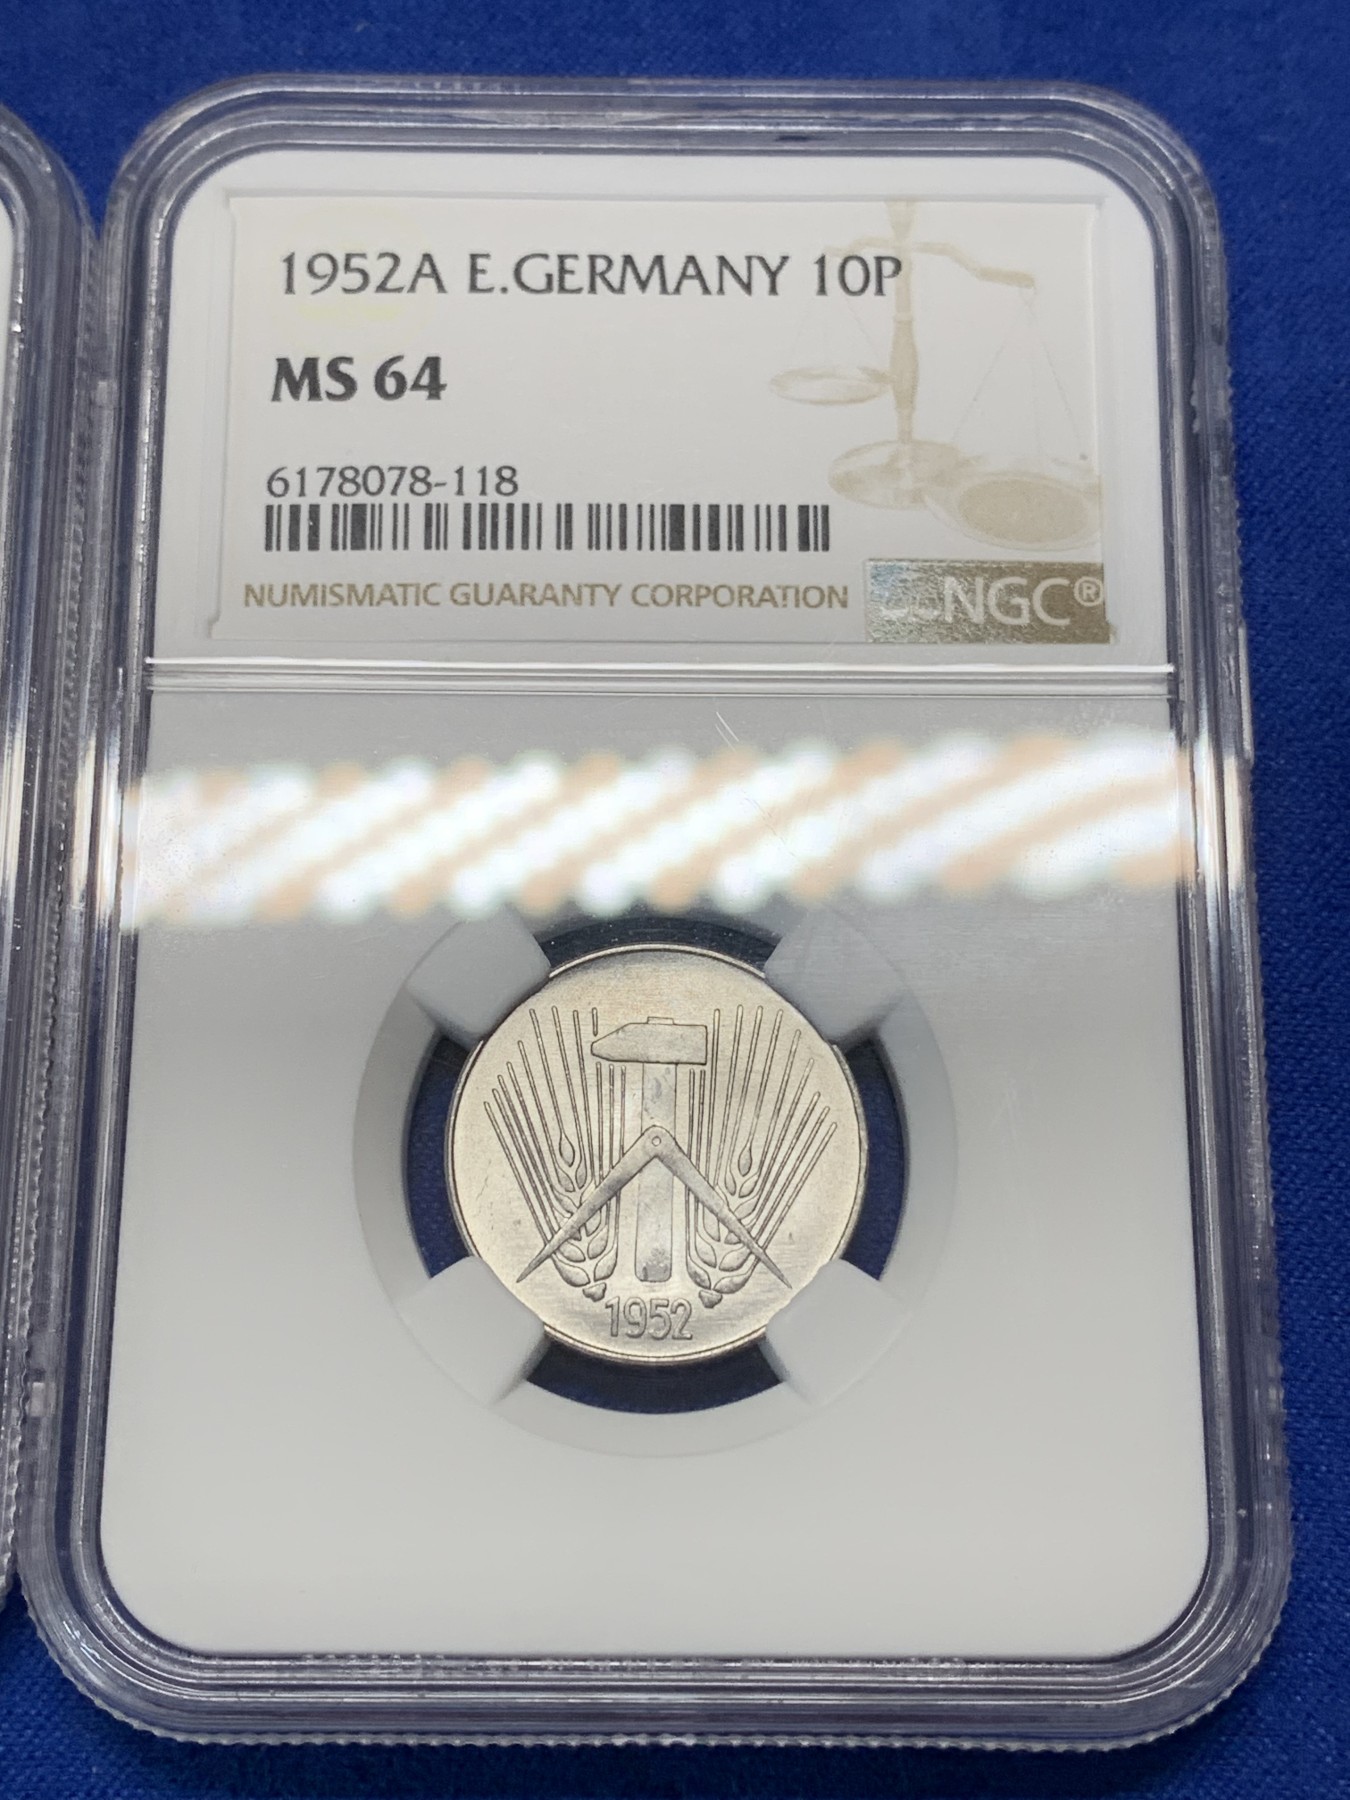 1952A E.GERMANY 10P
MS 64
6178078-118
NUMISMATIC GUARANTY CORPORATION
NGC®
1952